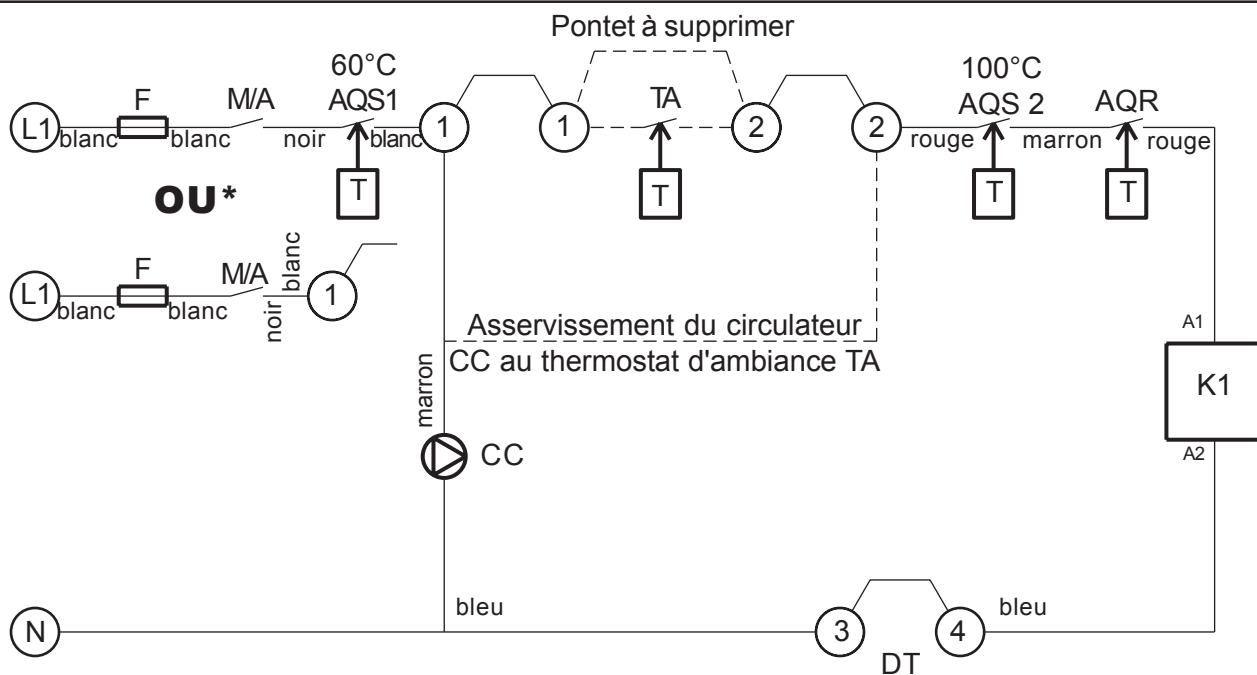 Pontet à supprimer
60°C
100°C
F
M/A
AQS1
TA
AQS 2
AQR
L1
1
1
2
2
blanc
blanc
noir
blanc
rouge
marron
rouge
T
T
T
T
OU*
F
M/A
blanc
L1
1
blanc
blanc
noir
Asservissement du circulateur
CC au thermostat d'ambiance TA
A1
K1
A2
marron
CC
bleu
bleu
N
3
4
DT